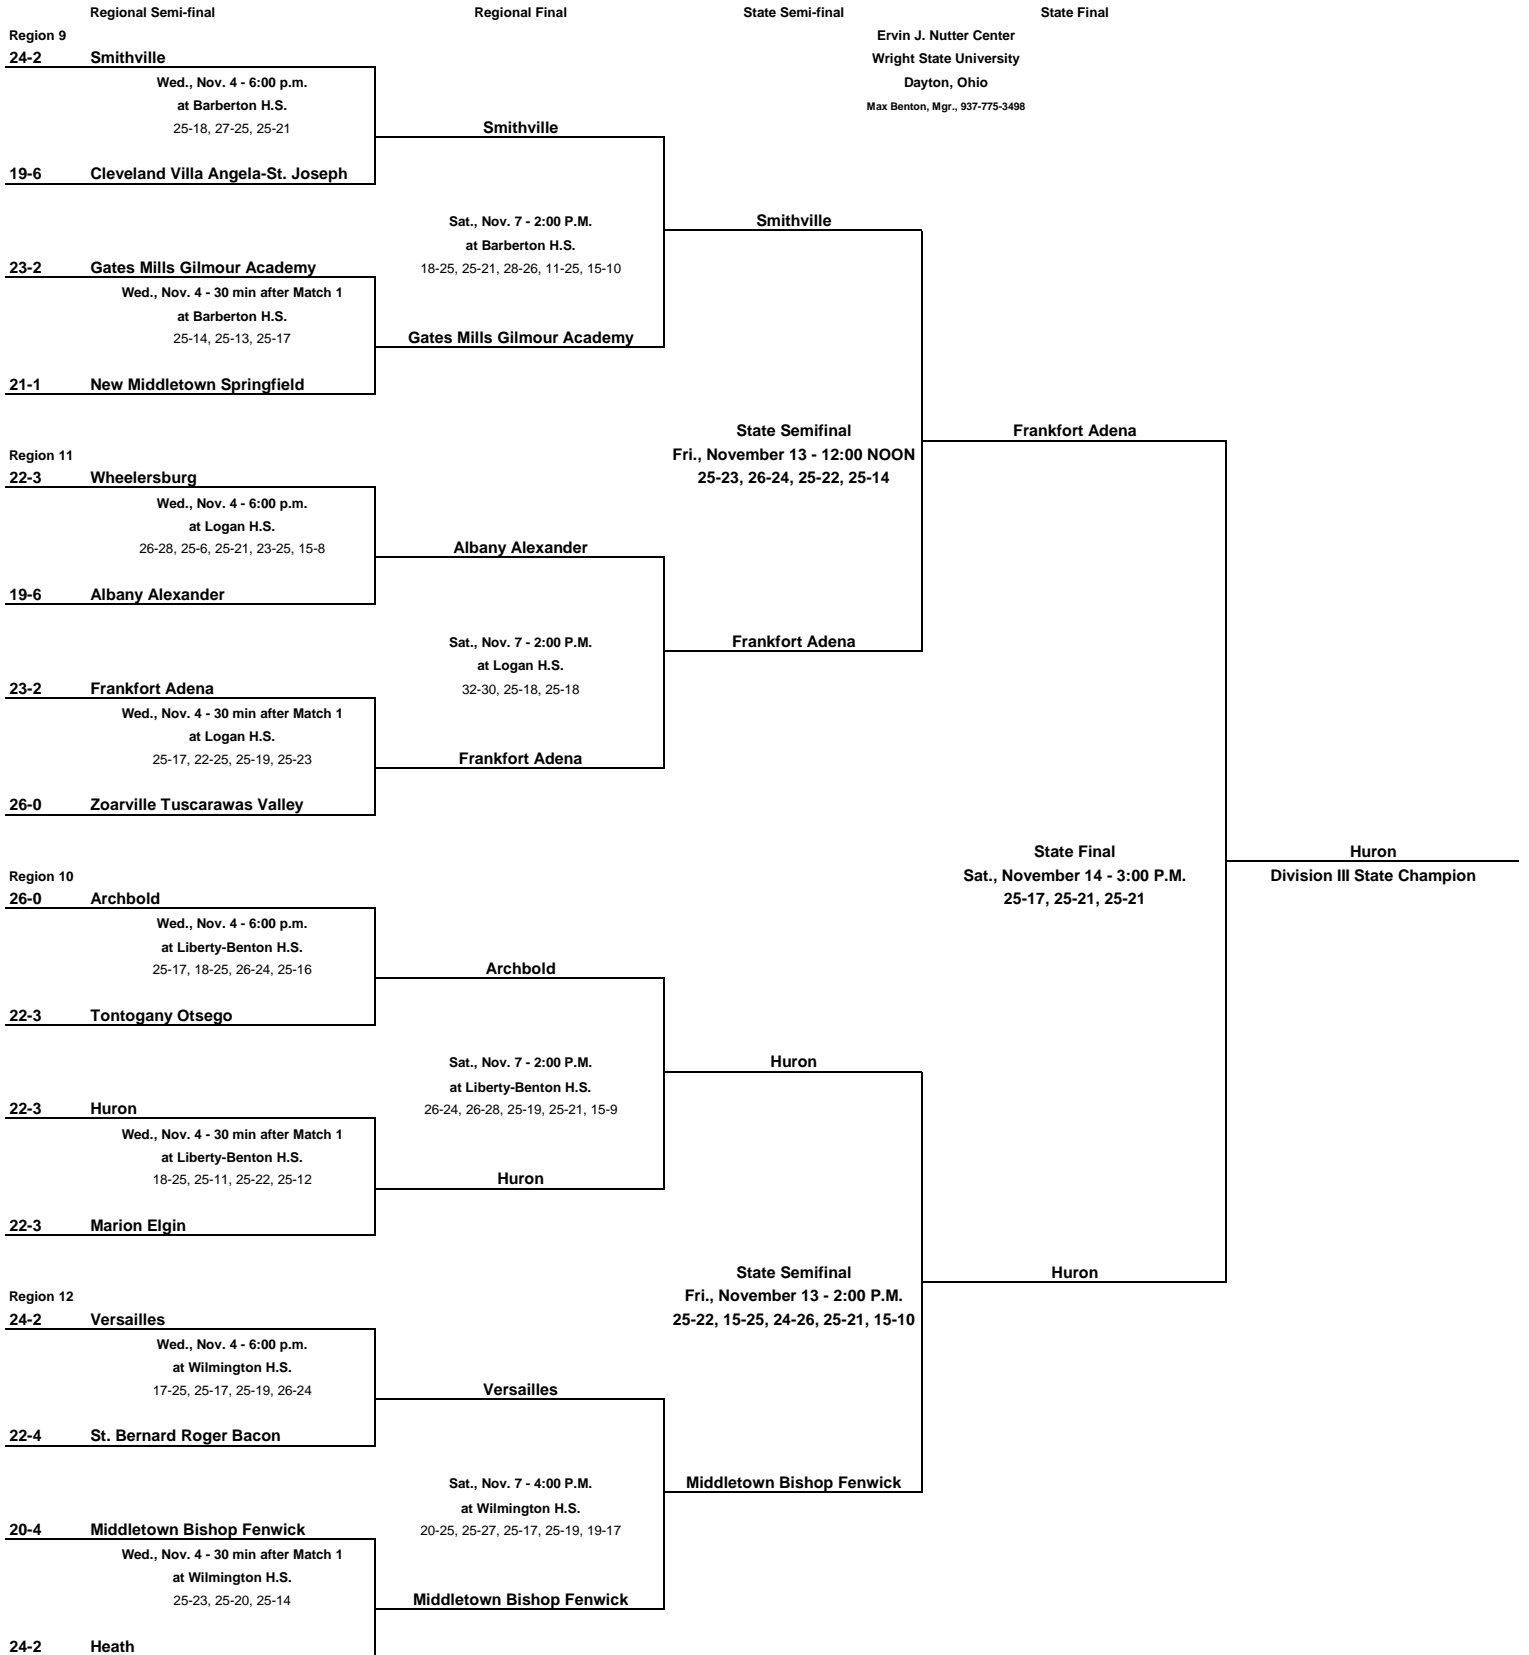 Regional Semi-final Regional Final State Semi-final State Final
Region 9 Ervin J. Nutter Center
24-2 Smithville Wright State University
Wed., Nov. 4 - 6:00 p.m. Dayton, Ohio
at Barberton H.S. Max Benton, Mgr., 937-775-3498
25-18, 27-25, 25-21 Smithville
19-6 Cleveland Villa Angela-St. Joseph
Sat., Nov. 7 - 2:00 P.M. Smithville
at Barberton H.S.
23-2 Gates Mills Gilmour Academy 18-25, 25-21, 28-26, 11-25, 15-10
Wed., Nov. 4 - 30 min after Match 1
at Barberton H.S.
25-14, 25-13, 25-17 Gates Mills Gilmour Academy
21-1 New Middletown Springfield
State Semifinal Frankfort Adena
Region 11 Fri., November 13 - 12:00 NOON
22-3 Wheelersburg 25-23, 26-24, 25-22, 25-14
Wed., Nov. 4 - 6:00 p.m.
at Logan H.S.
26-28, 25-6, 25-21, 23-25, 15-8 Albany Alexander
19-6 Albany Alexander
Sat., Nov. 7 - 2:00 P.M. Frankfort Adena
at Logan H.S.
23-2 Frankfort Adena 32-30, 25-18, 25-18
Wed., Nov. 4 - 30 min after Match 1
at Logan H.S.
25-17, 22-25, 25-19, 25-23 Frankfort Adena
26-0 Zoarville Tuscarawas Valley
State Final Huron
Region 10 Sat., November 14 - 3:00 P.M. Division III State Champion
26-0 Archbold 25-17, 25-21, 25-21
Wed., Nov. 4 - 6:00 p.m.
at Liberty-Benton H.S.
25-17, 18-25, 26-24, 25-16 Archbold
22-3 Tontogany Otsego
Sat., Nov. 7 - 2:00 P.M. Huron
at Liberty-Benton H.S.
22-3 Huron 26-24, 26-28, 25-19, 25-21, 15-9
Wed., Nov. 4 - 30 min after Match 1
at Liberty-Benton H.S.
18-25, 25-11, 25-22, 25-12 Huron
22-3 Marion Elgin
State Semifinal Huron
Region 12 Fri., November 13 - 2:00 P.M.
24-2 Versailles 25-22, 15-25, 24-26, 25-21, 15-10
Wed., Nov. 4 - 6:00 p.m.
at Wilmington H.S.
17-25, 25-17, 25-19, 26-24 Versailles
22-4 St. Bernard Roger Bacon
Sat., Nov. 7 - 4:00 P.M. Middletown Bishop Fenwick
at Wilmington H.S.
20-4 Middletown Bishop Fenwick 20-25, 25-27, 25-17, 25-19, 19-17
Wed., Nov. 4 - 30 min after Match 1
at Wilmington H.S.
25-23, 25-20, 25-14 Middletown Bishop Fenwick
24-2 Heath